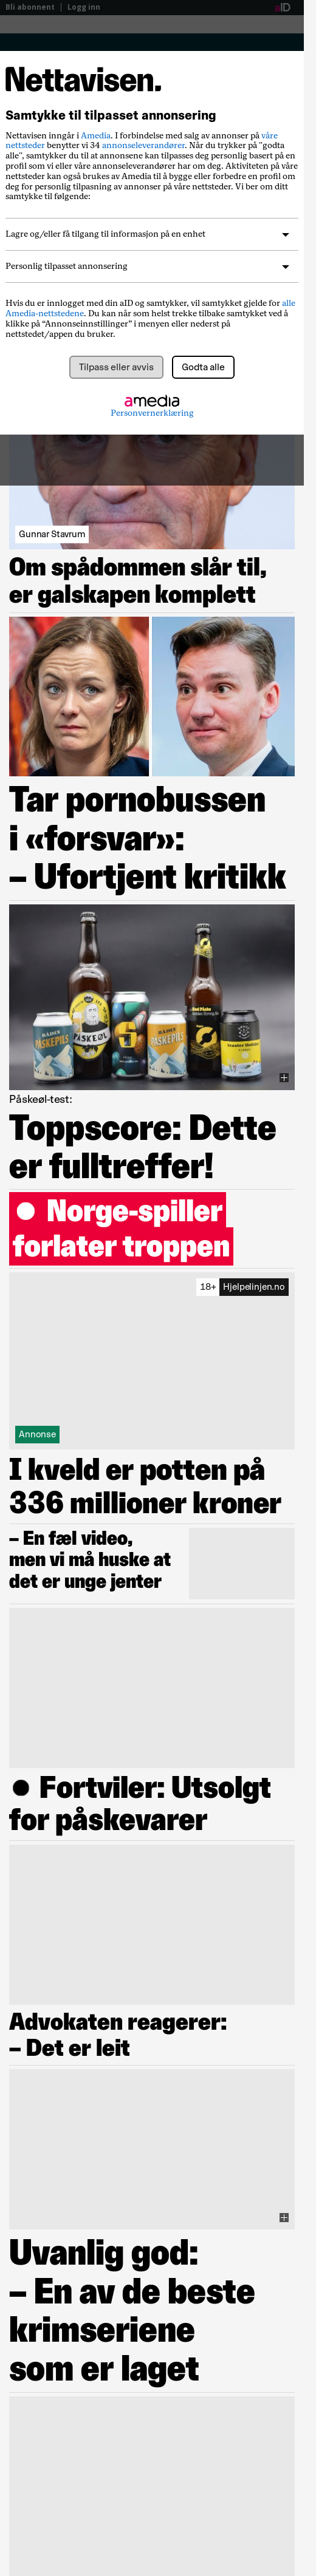 Bli abonnent | Logg inn
aID
Nettavisen.
Samtykke til tilpasset annonsering
Nettavisen inngår i Amedia. I forbindelse med salg av annonser på våre
nettsteder benytter vi 34 annonseleverandører. Når du trykker på "godta
alle", samtykker du til at annonsene kan tilpasses deg personlig basert på en
profil som vi eller våre annonseleverandører har om deg. Aktiviteten på våre
nettsteder kan også brukes av Amedia til å bygge eller forbedre en profil om
deg for personlig tilpasning av annonser på våre nettsteder. Vi ber om ditt
samtykke til følgende:
Lagre og/eller få tilgang til informasjon på en enhet
Personlig tilpasset annonsering
Hvis du er innlogget med din aID og samtykker, vil samtykket gjelde for alle
Amedia-nettstedene. Du kan når som helst trekke tilbake samtykket ved å
klikke på “Annonseinnstillinger” i menyen eller nederst på
nettstedet/appen du bruker.
Tilpass eller avvis
Godta alle
amedia
Personvernerklæring
Gunnar Stavrum
Om spådommen slår til,
er galskapen komplett
Tar pornobussen
i «forsvar»:
– Ufortjent kritikk
PÅSKEØL
Påskeøl-test:
Toppscore: Dette
er fulltreffer!
● Norge-spiller
forlater troppen
18+ Hjelpelinjen.no
Annonse
I kveld er potten på
336 millioner kroner
– En fæl video,
men vi må huske at
det er unge jenter
● Fortviler: Utsolgt
for påskevarer
Advokaten reagerer:
– Det er leit
Uvanlig god:
– En av de beste
krimseriene
som er laget